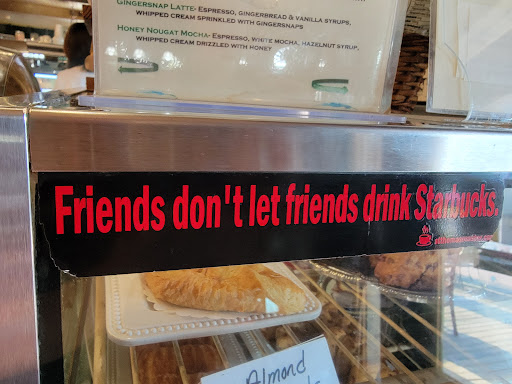 Gingersnap Latte- Espresso, gingerbread & vanilla syrups,
whipped cream sprinkled with gingersnaps
Honey Nougat Mocha- Espresso, white mocha, hazelnut syrup,
whipped cream drizzled with honey
Friends don't let friends drink Starbucks.
Almond